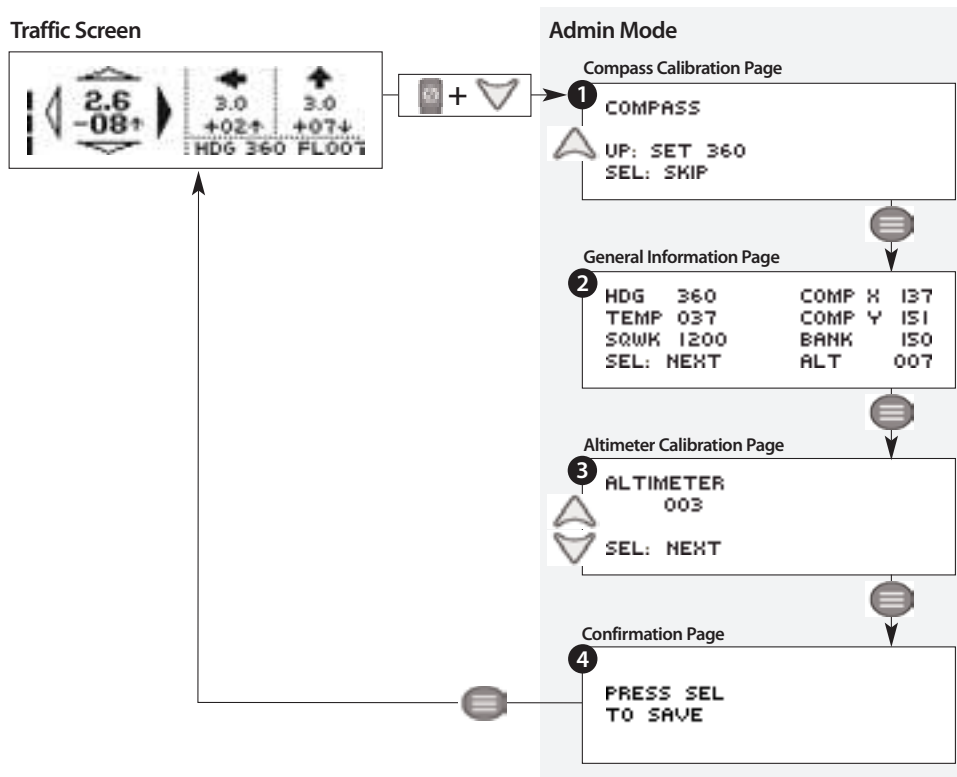 Traffic Screen
Admin Mode
2.6
-08↑
3.0
+02↑
3.0
+07↓
HDG 360 FL007
+
Compass Calibration Page
1
COMPASS
UP: SET 360
SEL: SKIP
General Information Page
2
HDG 360 COMP X 137
TEMP 037 COMP Y 151
SQWK 1200 BANK 150
SEL: NEXT ALT 007
Altimeter Calibration Page
3
ALTIMETER
003
SEL: NEXT
Confirmation Page
4
PRESS SEL
TO SAVE